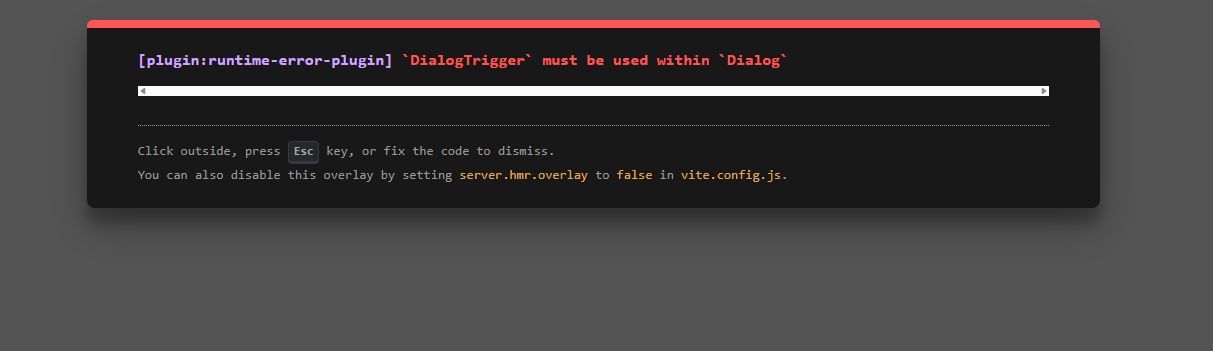 [plugin:runtime-error-plugin] `DialogTrigger` must be used within `Dialog`
Click outside, press Esc key, or fix the code to dismiss.
You can also disable this overlay by setting server.hmr.overlay to false in vite.config.js.